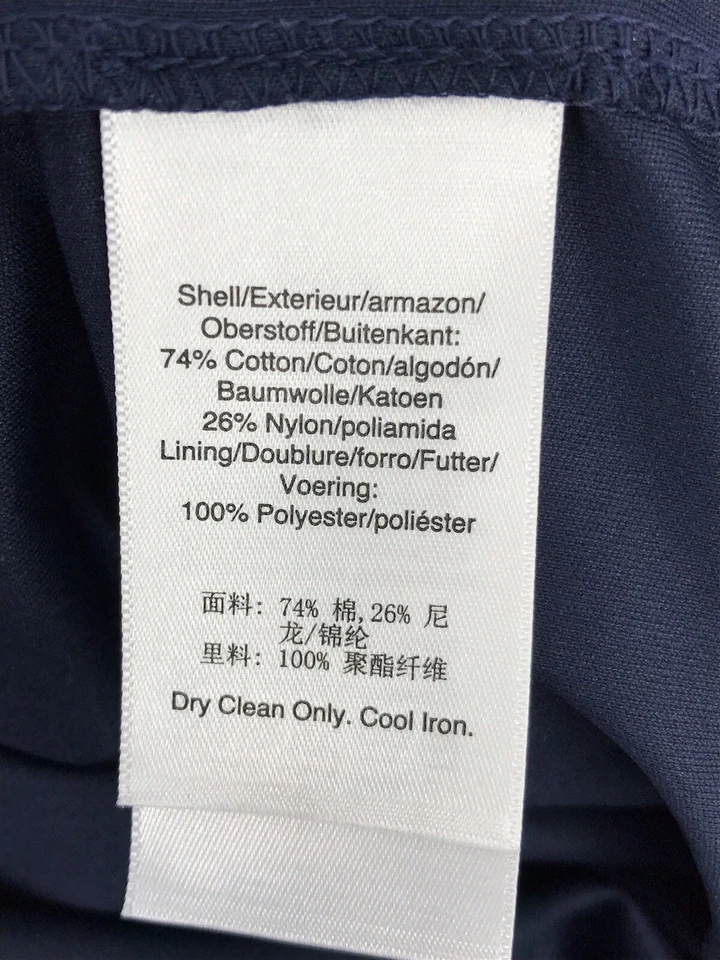 Shell/Exterieur/armazon/
Oberstoff/Buitenkant:
74% Cotton/Coton/algodón/
Baumwolle/Katoen
26% Nylon/poliamida
Lining/Doublure/forro/Futter/
Voering:
100% Polyester/poliéster
面料: 74% 棉,26% 尼
龙/锦纶
里料: 100% 聚酯纤维
Dry Clean Only. Cool Iron.